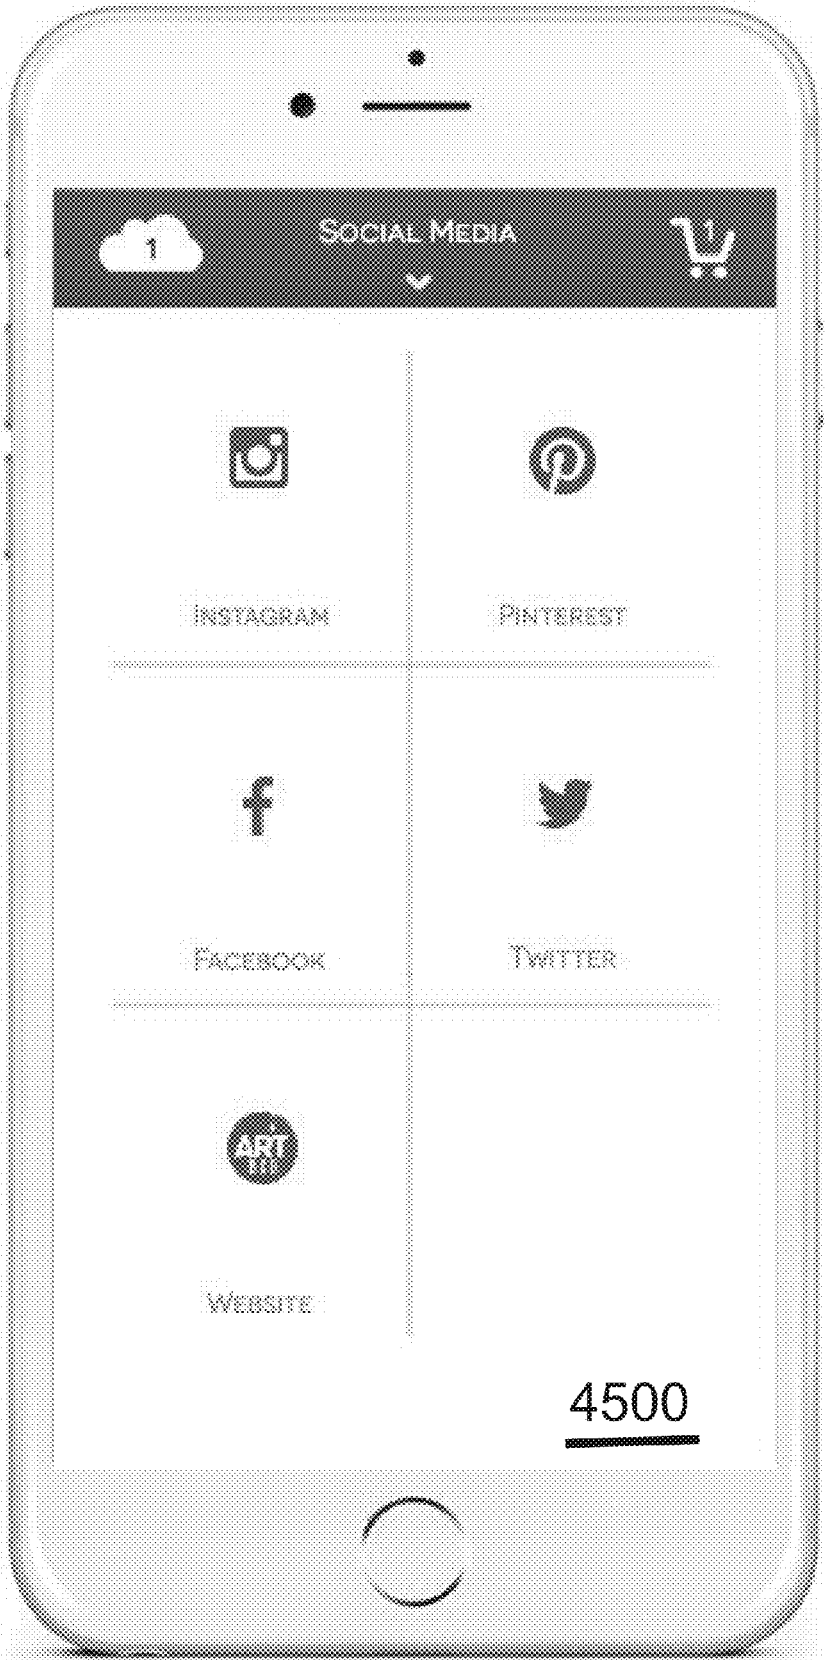 1 Social Media 1
Instagram Pinterest
Facebook Twitter
ART
Website
4500